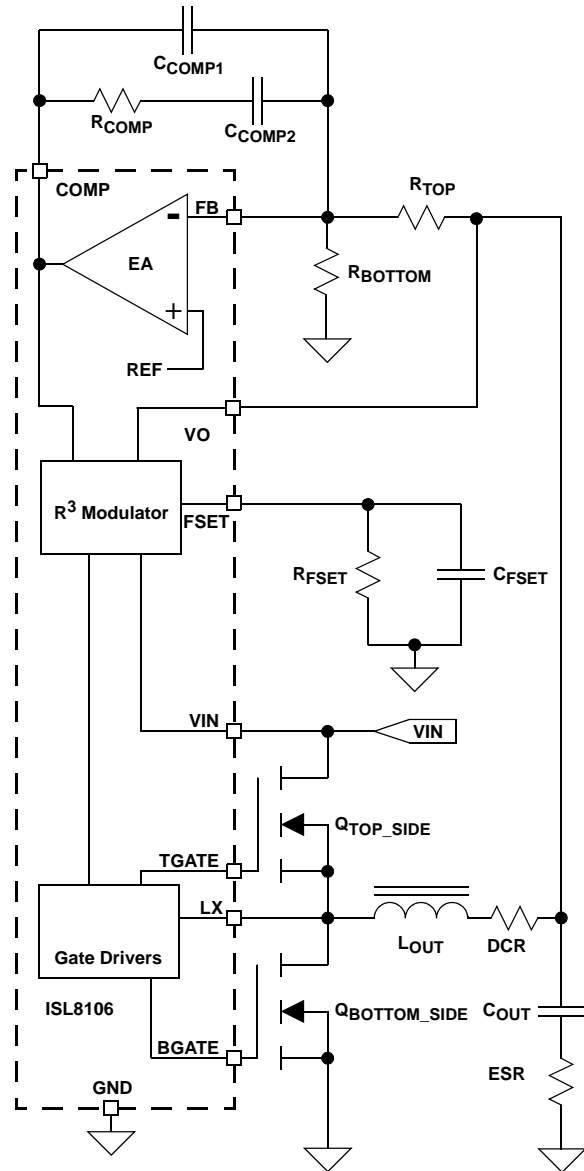 CCOMP1
RCOMP
CCOMP2
COMP
FB
RTOP
-
EA
RBOTTOM
+
REF
VO
R3 Modulator
FSET
RFSET
CFSET
VIN
VIN
QTOP_SIDE
TGATE
LX
Gate Drivers
LOUT
DCR
ISL8106
QBOTTOM_SIDE
COUT
BGATE
ESR
GND